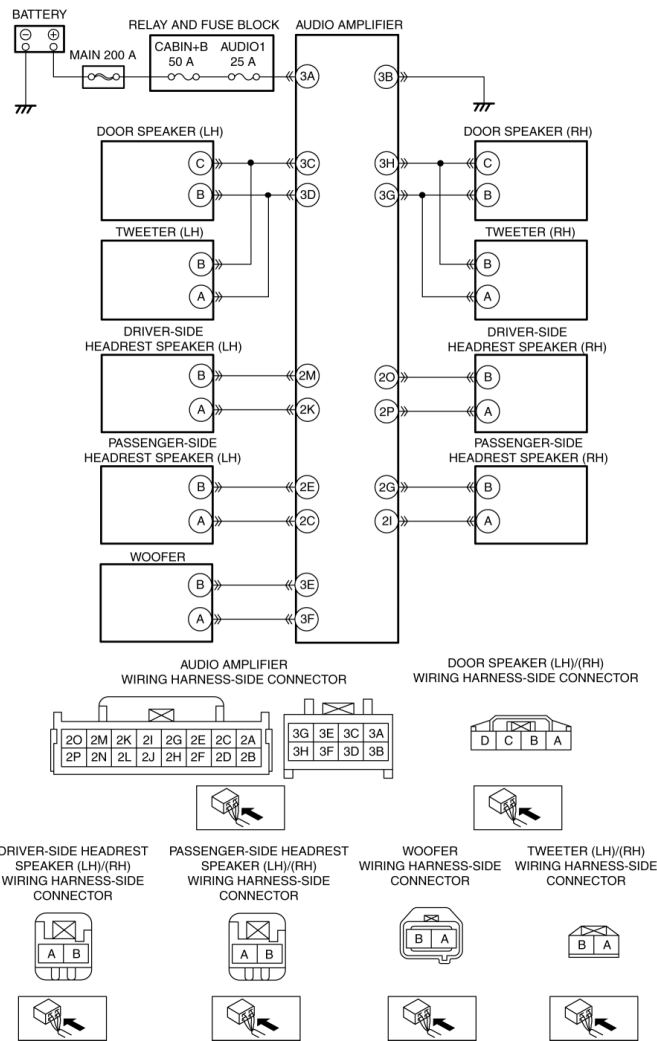 BATTERY
RELAY AND FUSE BLOCK
AUDIO AMPLIFIER
MAIN 200 A
CABIN+B
50 A
AUDIO1
25 A
3A
3B
DOOR SPEAKER (LH)
DOOR SPEAKER (RH)
C
3C
3H
C
B
3D
3G
B
TWEETER (LH)
TWEETER (RH)
B
B
A
A
DRIVER-SIDE
HEADREST SPEAKER (LH)
DRIVER-SIDE
HEADREST SPEAKER (RH)
B
2M
2O
B
A
2K
2P
A
PASSENGER-SIDE
HEADREST SPEAKER (LH)
PASSENGER-SIDE
HEADREST SPEAKER (RH)
B
2E
2G
B
A
2C
2I
A
WOOFER
B
3E
A
3F
AUDIO AMPLIFIER
WIRING HARNESS-SIDE CONNECTOR
DOOR SPEAKER (LH)/(RH)
WIRING HARNESS-SIDE CONNECTOR
2O 2M 2K 2I 2G 2E 2C 2A
2P 2N 2L 2J 2H 2F 2D 2B
3G 3E 3C 3A
3H 3F 3D 3B
D C B A
DRIVER-SIDE HEADREST
SPEAKER (LH)/(RH)
WIRING HARNESS-SIDE
CONNECTOR
PASSENGER-SIDE HEADREST
SPEAKER (LH)/(RH)
WIRING HARNESS-SIDE
CONNECTOR
WOOFER
WIRING HARNESS-SIDE
CONNECTOR
TWEETER (LH)/(RH)
WIRING HARNESS-SIDE
CONNECTOR
A B
A B
B A
B A